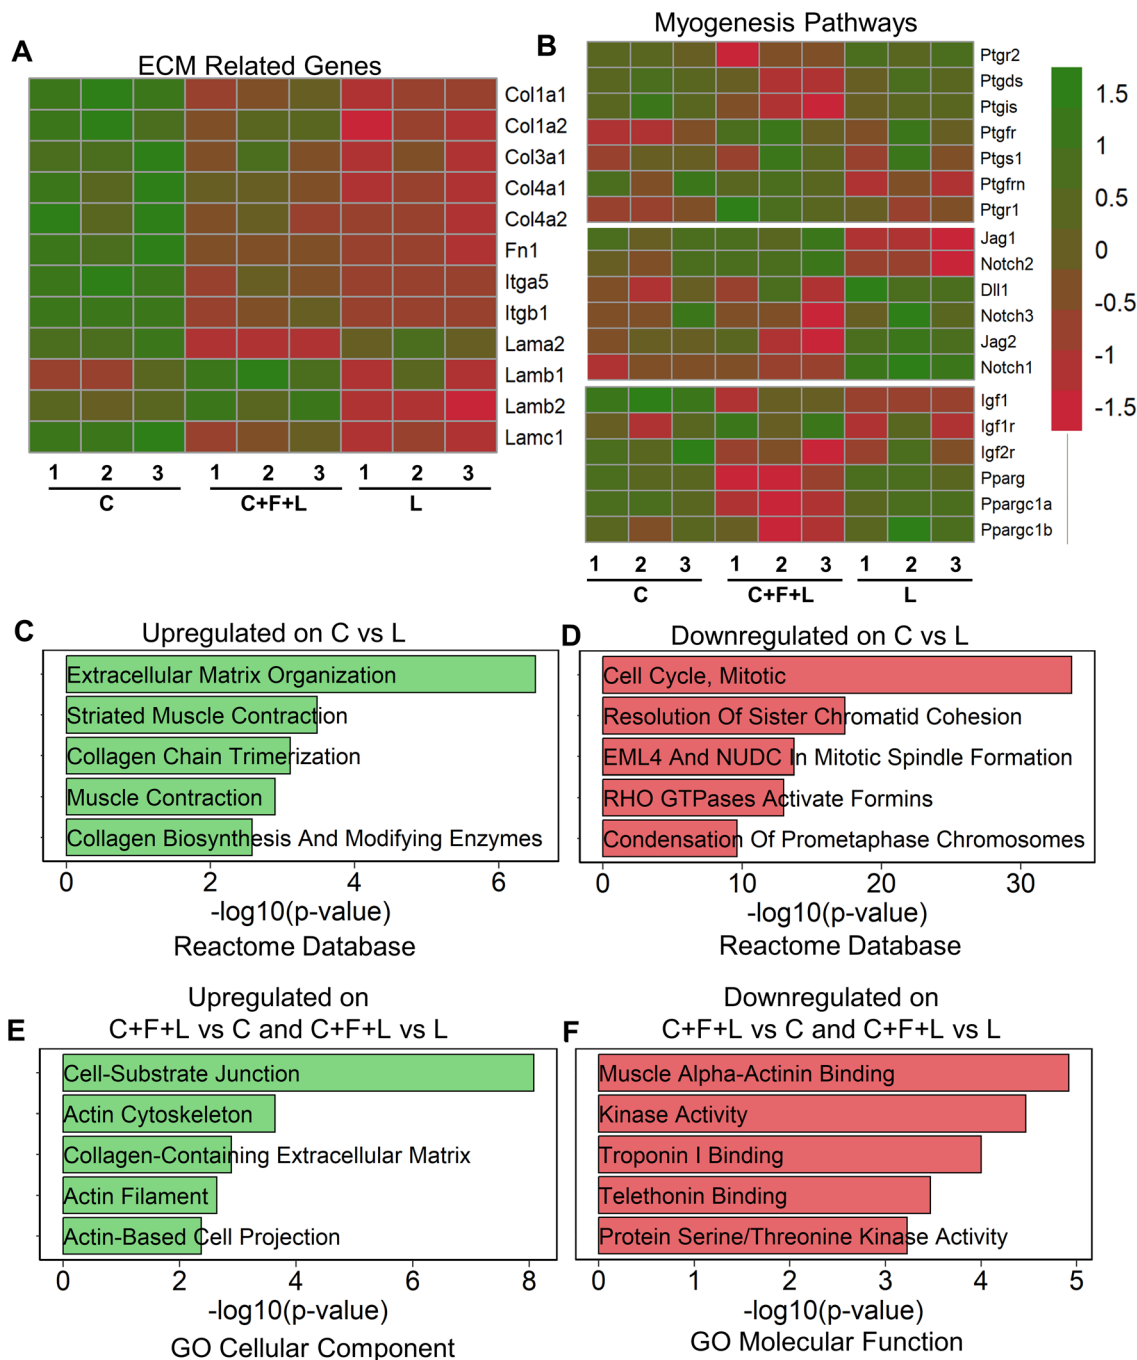 A
ECM Related Genes
Col1a1
Col1a2
Col3a1
Col4a1
Col4a2
Fn1
Itga5
Itgb1
Lama2
Lamb1
Lamb2
Lamc1
1 2 3 1 2 3 1 2 3
C C+F+L L
B
Myogenesis Pathways
Ptgr2
Ptgds
Ptgis
Ptgfr
Ptgs1
Ptgfrn
Ptgr1
Jag1
Notch2
Dll1
Notch3
Jag2
Notch1
Igf1
Igf1r
Igf2r
Pparg
Ppargc1a
Ppargc1b
1 2 3 1 2 3 1 2 3
C C+F+L L
1.5
1
0.5
0
-0.5
-1
-1.5
C
Upregulated on C vs L
Extracellular Matrix Organization
Striated Muscle Contraction
Collagen Chain Trimerization
Muscle Contraction
Collagen Biosynthesis And Modifying Enzymes
0 2 4 6
-log10(p-value)
Reactome Database
D
Downregulated on C vs L
Cell Cycle, Mitotic
Resolution Of Sister Chromatid Cohesion
EML4 And NUDC In Mitotic Spindle Formation
RHO GTPases Activate Formins
Condensation Of Prometaphase Chromosomes
0 10 20 30
-log10(p-value)
Reactome Database
E
Upregulated on
C+F+L vs C and C+F+L vs L
Cell-Substrate Junction
Actin Cytoskeleton
Collagen-Containing Extracellular Matrix
Actin Filament
Actin-Based Cell Projection
0 2 4 6 8
-log10(p-value)
GO Cellular Component
F
Downregulated on
C+F+L vs C and C+F+L vs L
Muscle Alpha-Actinin Binding
Kinase Activity
Troponin I Binding
Telethonin Binding
Protein Serine/Threonine Kinase Activity
0 1 2 3 4 5
-log10(p-value)
GO Molecular Function